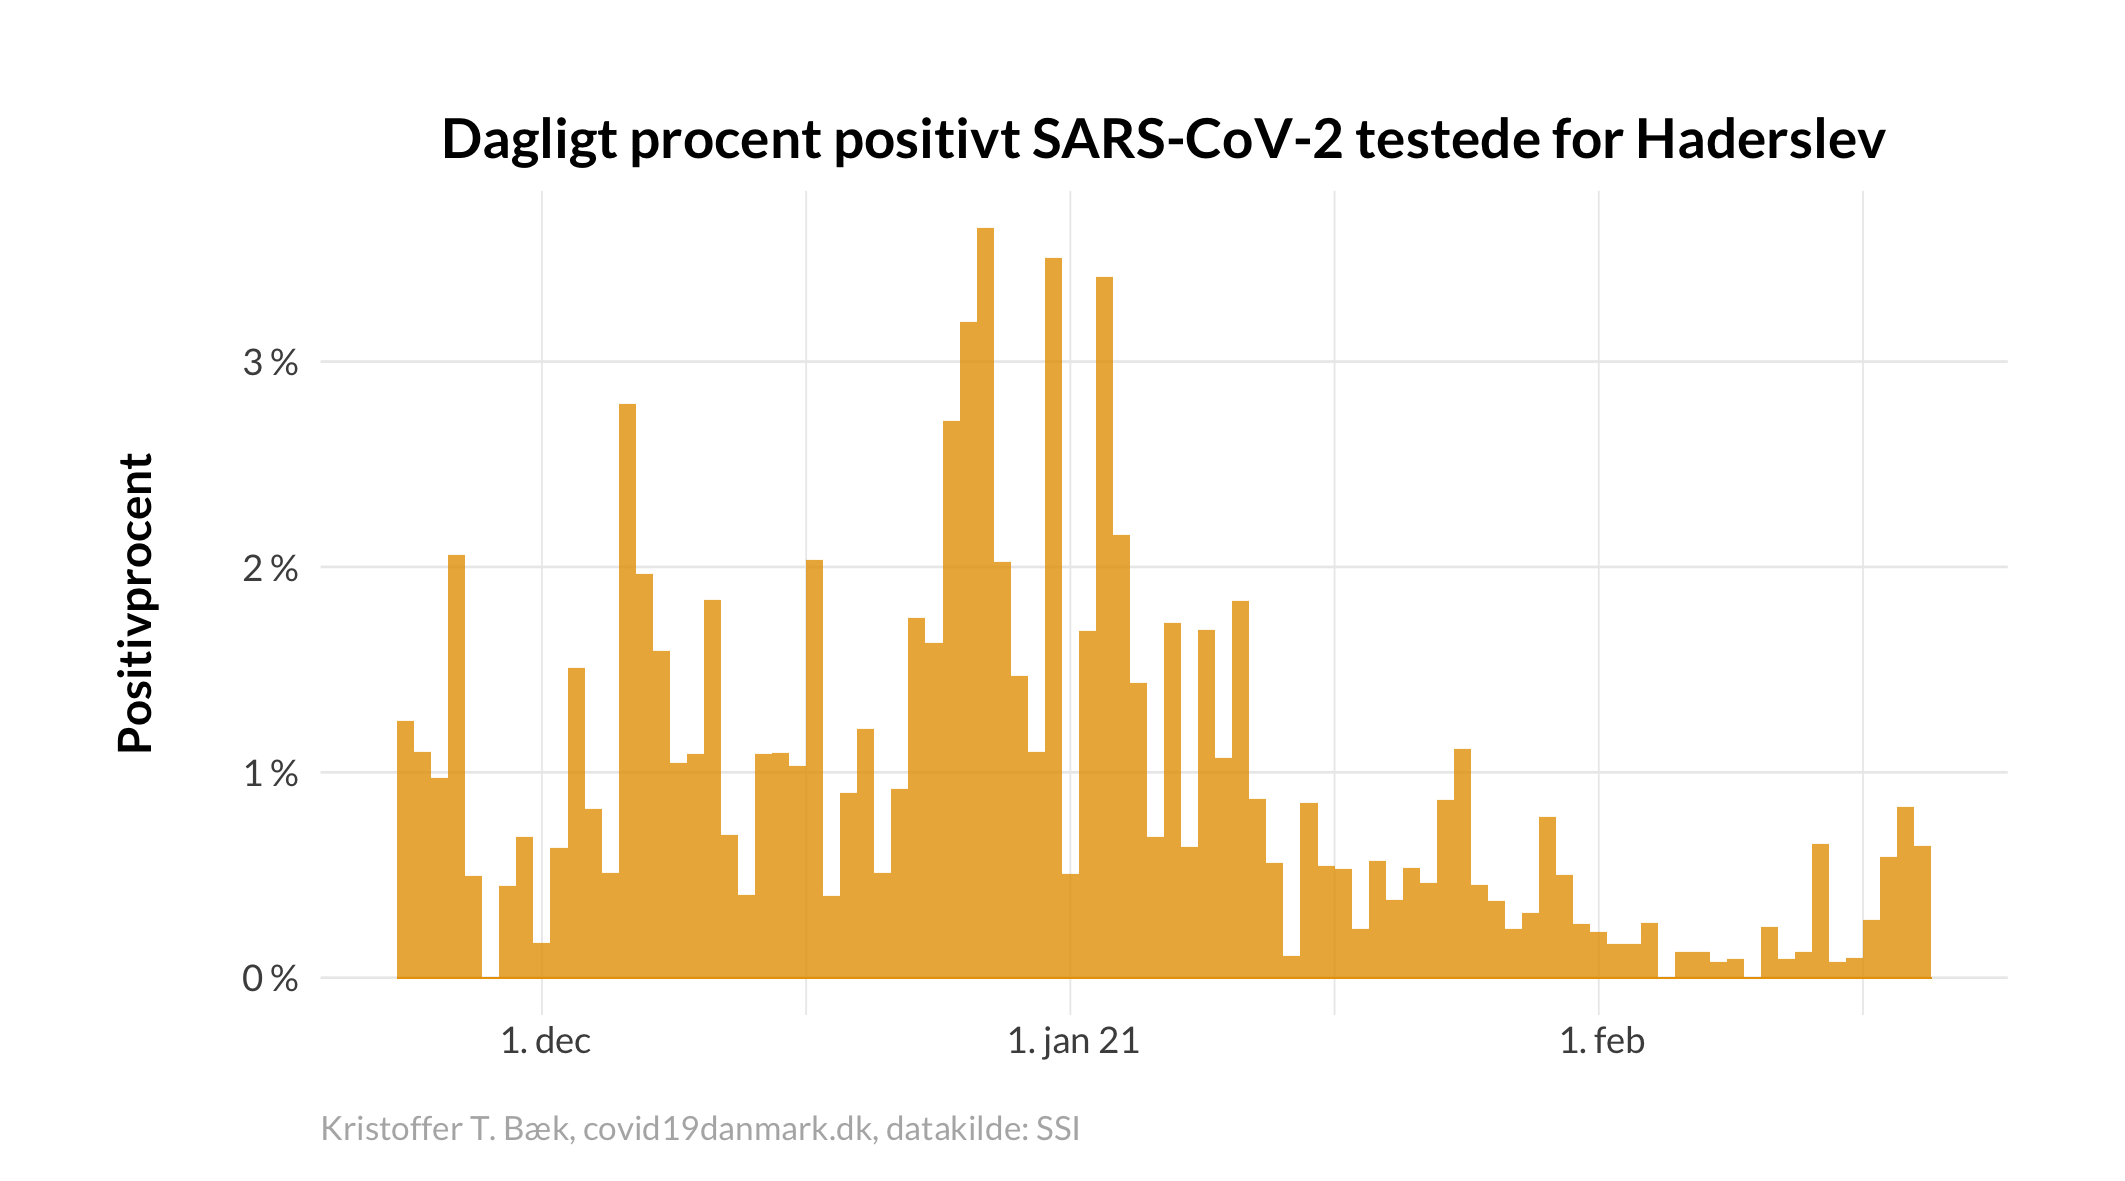 Dagligt procent positivt SARS-CoV-2 testede for Haderslev
Positivprocent
3 %
2 %
1 %
0 %
1. dec
1. jan 21
1. feb
Kristoffer T. Bæk, covid19danmark.dk, datakilde: SSI